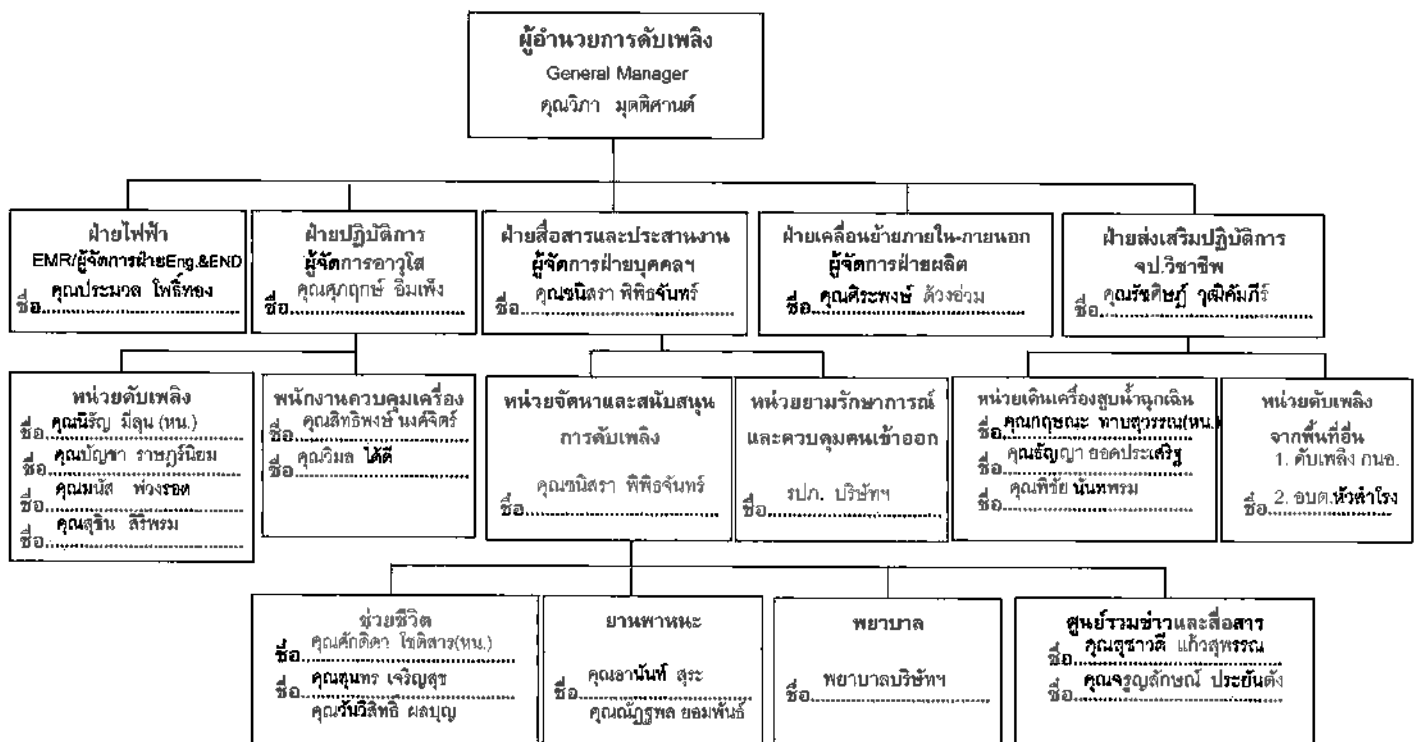 ผู้อำนวยการดับเพลิง
General Manager
คุณวิภา มุตติศานต์
ฝ่ายไฟฟ้า
EMR/ผู้จัดการฝ่ายEng.&END
ชื่อ คุณประมวล โพธิ์ทอง
ฝ่ายปฏิบัติการ
ผู้จัดการอาวุโส
ชื่อ คุณศุภฤกษ์ อิ่มเพ็ง
ฝ่ายสื่อสารและประสานงาน
ผู้จัดการฝ่ายบุคคลฯ
ชื่อ คุณชนิสรา พิพิธจันทร์
ฝ่ายเคลื่อนย้ายภายใน-ภายนอก
ผู้จัดการฝ่ายผลิต
ชื่อ คุณศิระพงษ์ ด้วงอ่วม
ฝ่ายส่งเสริมปฏิบัติการ
จป.วิชาชีพ
ชื่อ คุณรัชศิษฏ์ วุฒิคัมภีร์
หน่วยดับเพลิง
ชื่อ คุณนิรัญ มีลุน (หน.)
ชื่อ คุณบัญชา ราษฎร์นิยม
ชื่อ คุณมนัส พ่วงรอด
ชื่อ คุณสุชิน สิริพรม
พนักงานควบคุมเครื่อง
ชื่อ คุณสิทธิพงษ์ นงค์จิตร์
ชื่อ คุณวิมล ได้ดี
หน่วยจัดหาและสนับสนุน
การดับเพลิง
คุณชนิสรา พิพิธจันทร์
ชื่อ
หน่วยยามรักษาการณ์
และควบคุมคนเข้าออก
รปภ. บริษัทฯ
ชื่อ
หน่วยเดินเครื่องสูบน้ำฉุกเฉิน
ชื่อ คุณกฤษณะ ทาบสุวรรณ(หน.)
ชื่อ คุณธัญญา ยอดประเสริฐ
ชื่อ คุณพิชัย นันทพรม
หน่วยดับเพลิง
จากพื้นที่อื่น
1. ดับเพลิง กนอ.
ชื่อ 2. อบต.หัวสำโรง
ช่วยชีวิต
ชื่อ คุณศักดิ์ดา โชติสาร(หน.)
ชื่อ คุณสุนทร เจริญสุข
คุณวันวิสิทธิ์ ผลบุญ
ยานพาหนะ
ชื่อ คุณอานันท์ สุระ
คุณณัฏฐพล ยอมพันธ์
พยาบาล
ชื่อ พยาบาลบริษัทฯ
ศูนย์รวมข่าวและสื่อสาร
ชื่อ คุณสุชาวดี แก้วสุพรรณ
ชื่อ คุณจรูญลักษณ์ ประยันตัง